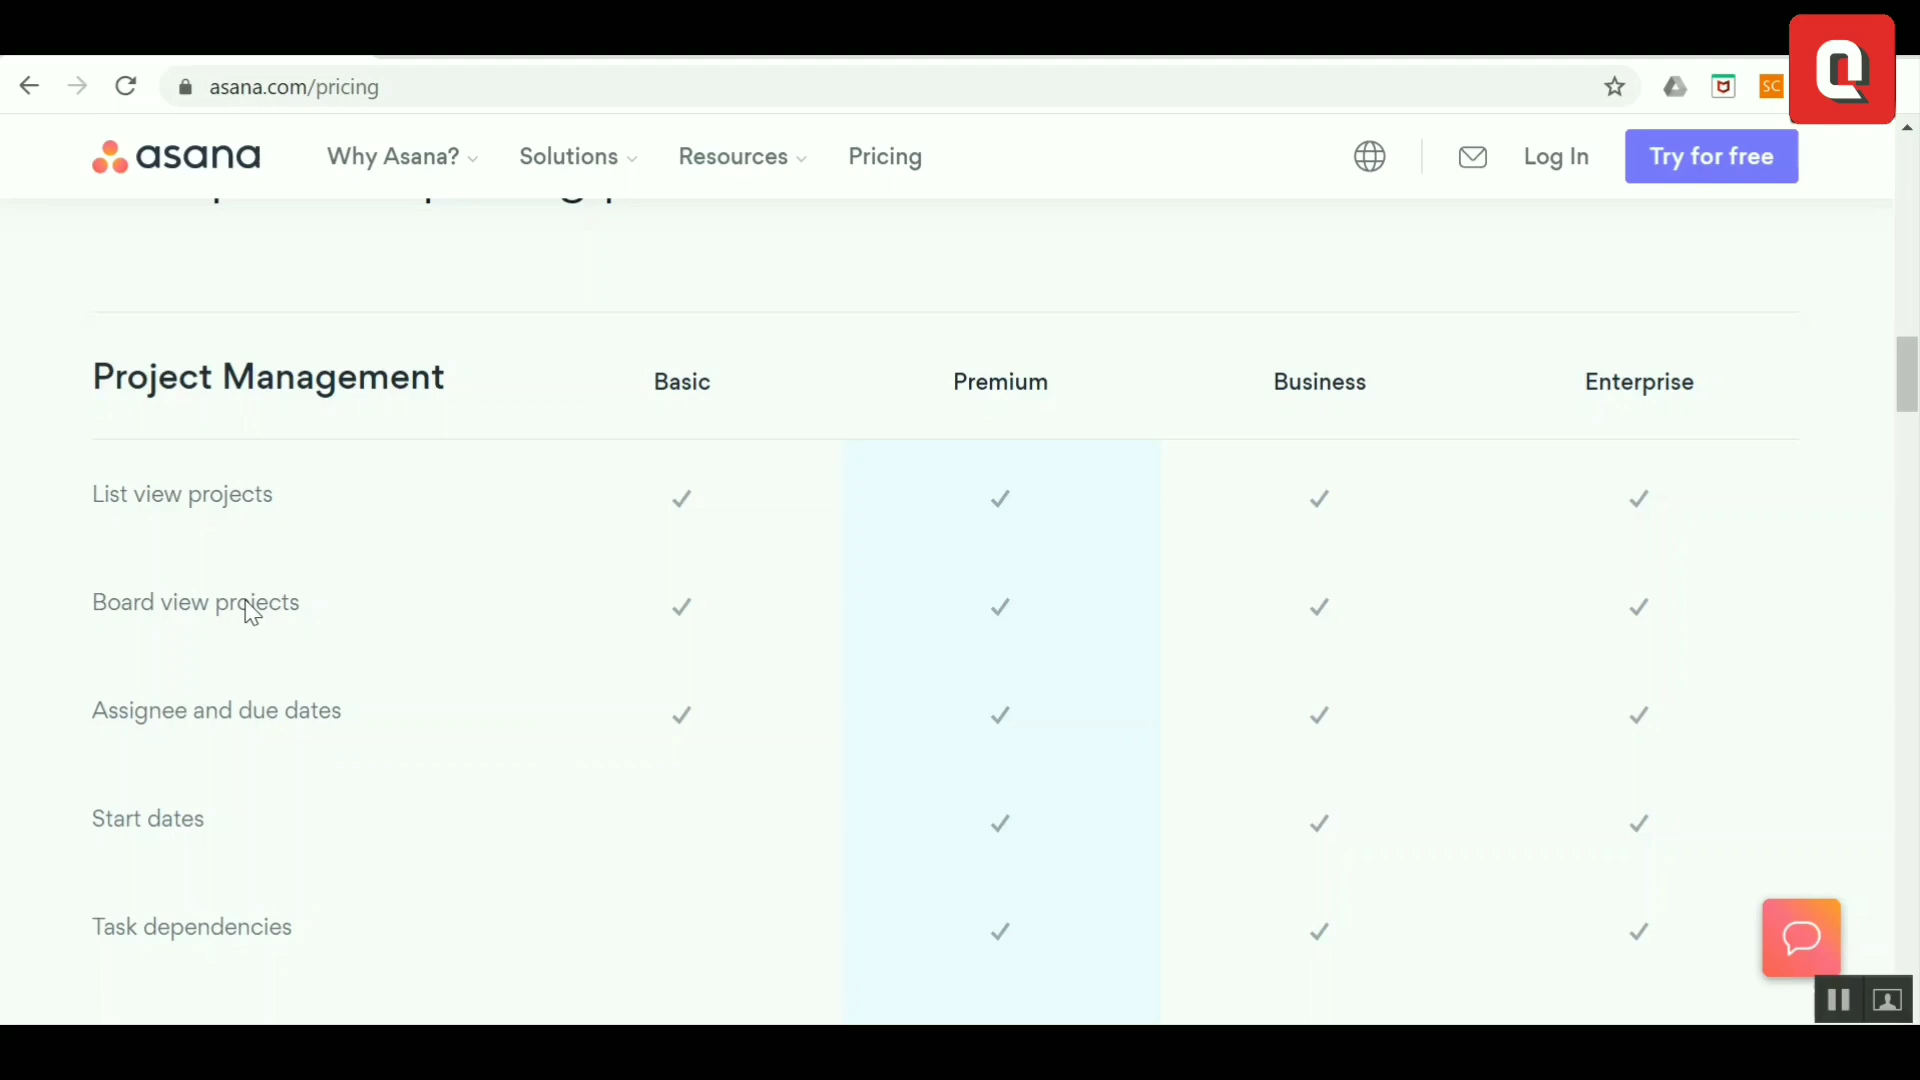 asana.com/pricing
SC
Q
asana
Why Asana?
Solutions
Resources
Pricing
Log In
Try for free
Project Management
Basic
Premium
Business
Enterprise
List view projects
Board view projects
Assignee and due dates
Start dates
Task dependencies